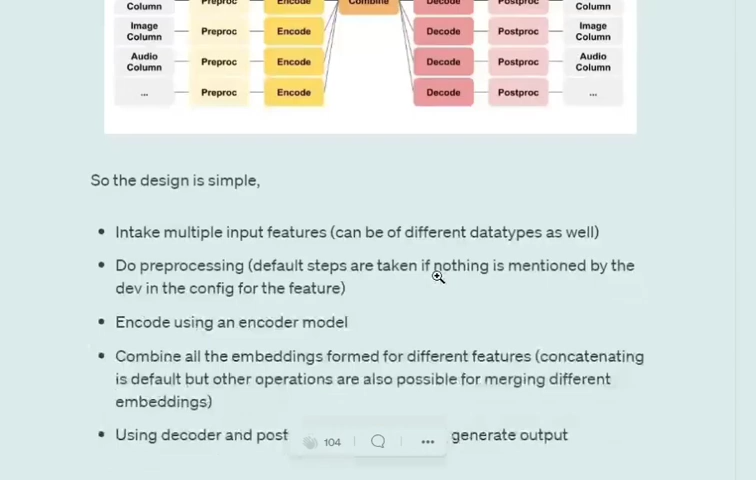 Column Preproc Encode Combine Decode Postproc Column
Image Column Preproc Encode Decode Postproc Image Column
Audio Column Preproc Encode Decode Postproc Audio Column
... Preproc Encode Decode Postproc ...
So the design is simple,
• Intake multiple input features (can be of different datatypes as well)
• Do preprocessing (default steps are taken if nothing is mentioned by the
dev in the config for the feature)
• Encode using an encoder model
• Combine all the embeddings formed for different features (concatenating
is default but other operations are also possible for merging different
embeddings)
• Using decoder and post generate output
104 ...